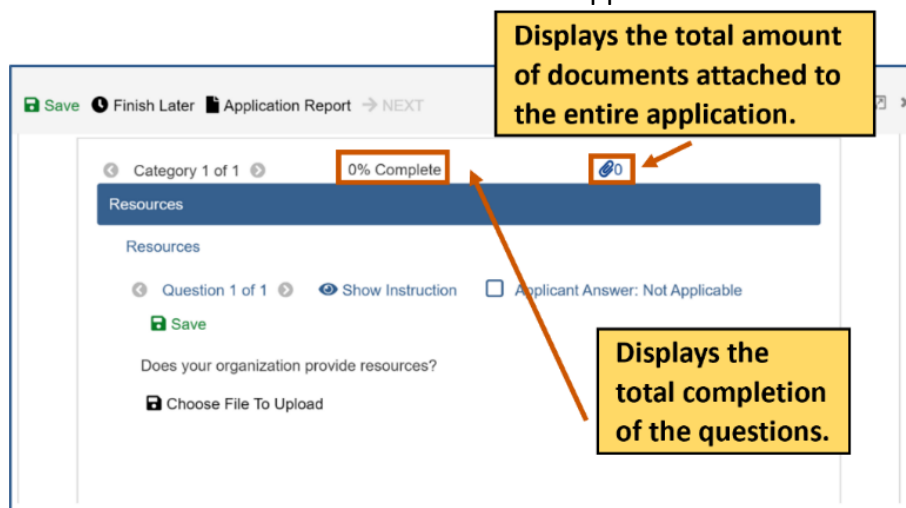 Displays the total amount
of documents attached to
the entire application.
Save Finish Later Application Report NEXT
Category 1 of 1 0% Complete 0
Resources
Resources
Question 1 of 1 Show Instruction Applicant Answer: Not Applicable
Save
Does your organization provide resources?
Choose File To Upload
Displays the
total completion
of the questions.